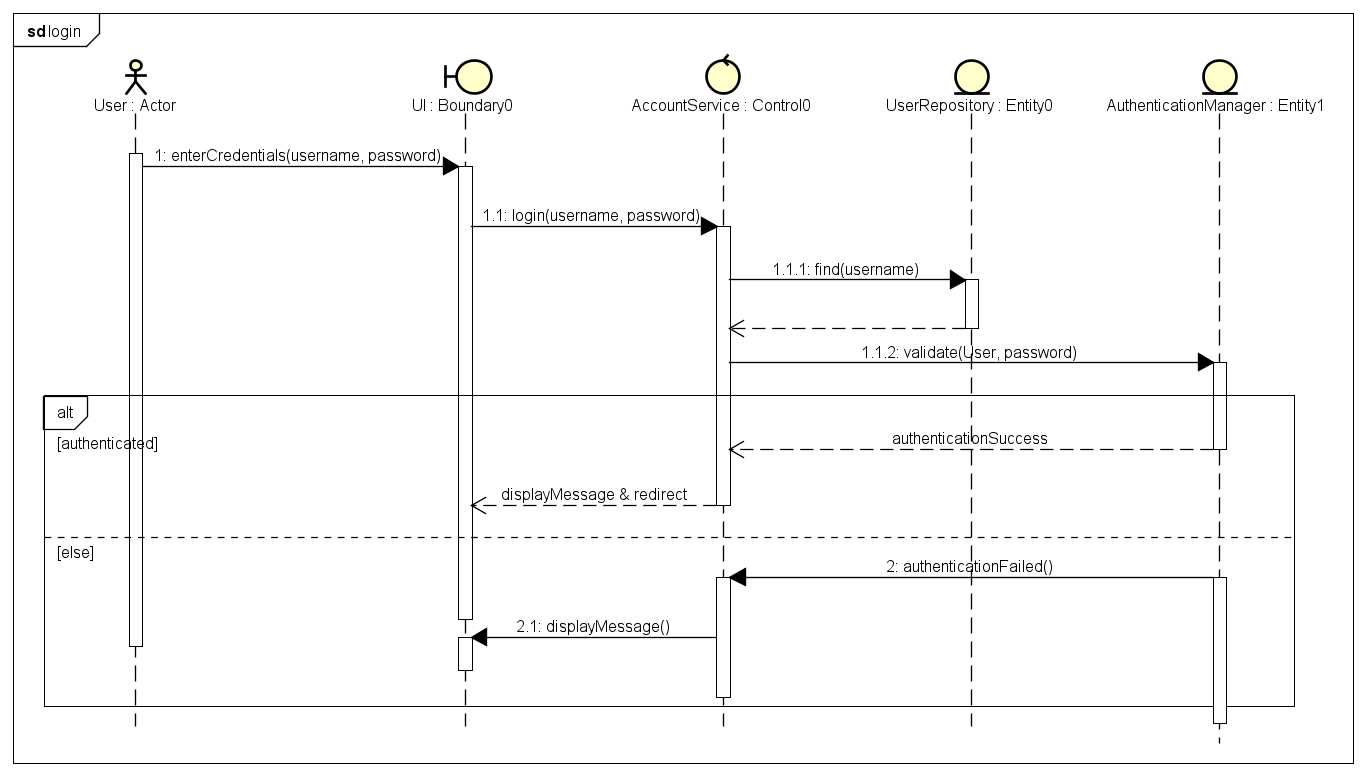 sd login
User : Actor
UI : Boundary0
AccountService : Control0
UserRepository : Entity0
AuthenticationManager : Entity1
1: enterCredentials(username, password)
1.1: login(username, password)
1.1.1: find(username)
1.1.2: validate(User, password)
alt
[authenticated]
authenticationSuccess
displayMessage & redirect
[else]
2: authenticationFailed()
2.1: displayMessage()